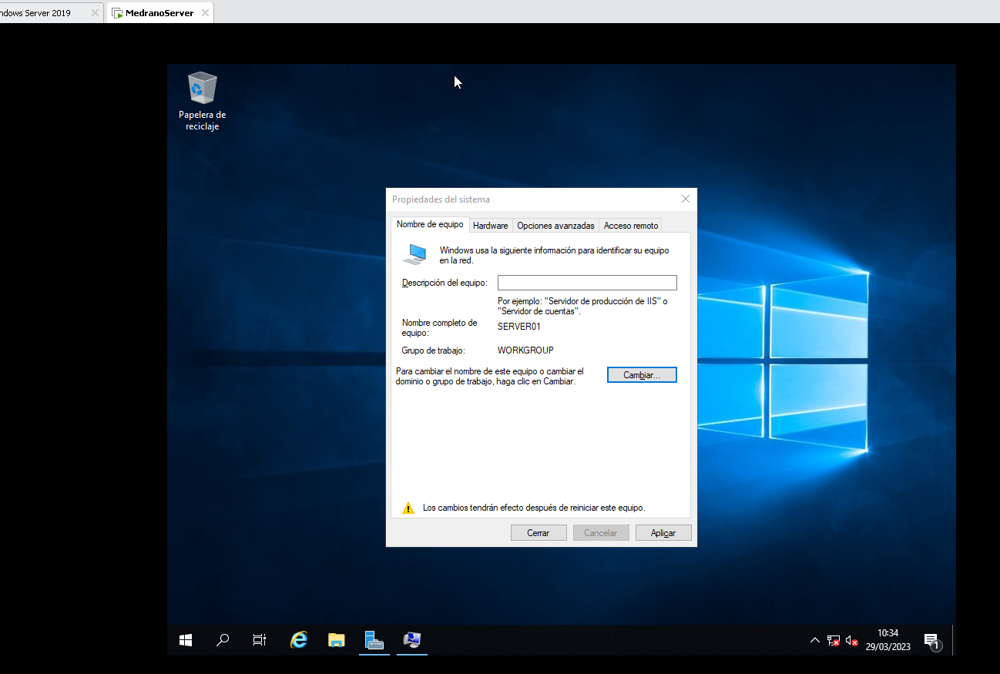 ndows Server 2019
MedranoServer
Papelera de
reciclaje
Propiedades del sistema
Nombre de equipo
Hardware
Opciones avanzadas
Acceso remoto
Windows usa la siguiente información para identificar su equipo
en la red.
Descripción del equipo:
Por ejemplo: "Servidor de producción de IIS" o
"Servidor de cuentas".
Nombre completo de
equipo:
SERVER01
Grupo de trabajo:
WORKGROUP
Para cambiar el nombre de este equipo o cambiar el
dominio o grupo de trabajo, haga clic en Cambiar.
Cambiar...
Los cambios tendrán efecto después de reiniciar este equipo.
Cerrar
Cancelar
Aplicar
10:34
29/03/2023
1